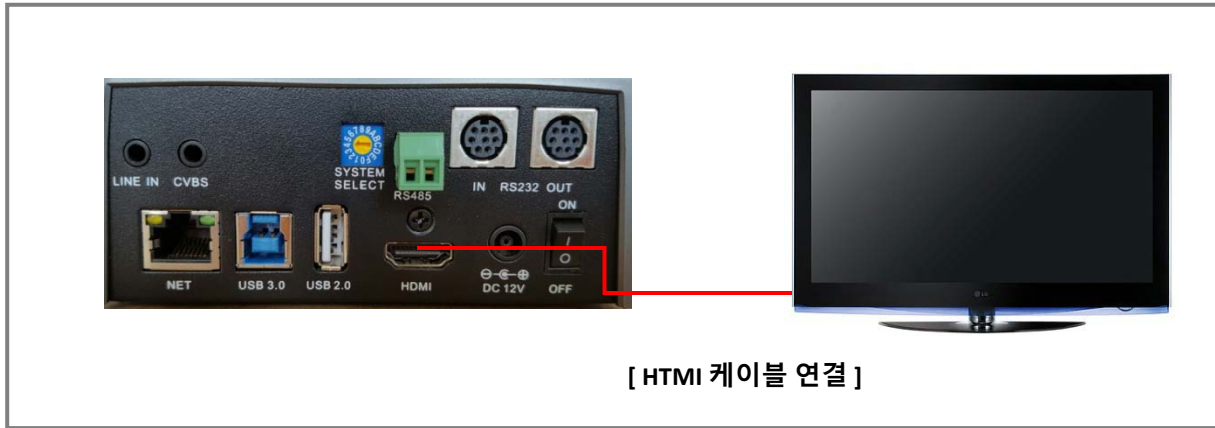 LINE IN CVBS
SYSTEM
SELECT
RS485
IN RS232 OUT
ON
NET
USB 3.0
USB 2.0
HDMI
DC 12V
OFF
LG
[ HTMI 케이블 연결 ]